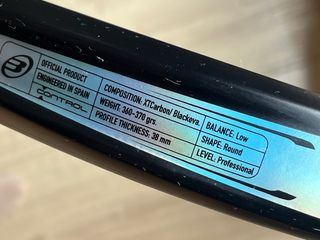 OFFICIAL PRODUCT
ENGINEERED IN SPAIN
CONTROL
COMPOSITION: XTCarbon/ Blackeva.
WEIGHT: 360-370 grs.
PROFILE THICKNESS: 38 mm
BALANCE: Low
SHAPE: Round
LEVEL: Professional